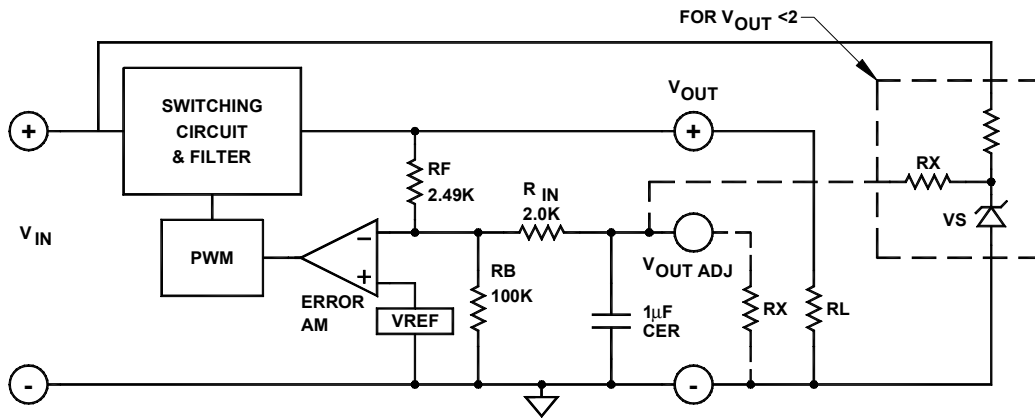 FOR VOUT <2
SWITCHING
CIRCUIT
& FILTER
VOUT
+
+
RF
2.49K
R IN
2.0K
RX
VS
VIN
PWM
−
+
ERROR
AM
VREF
RB
100K
VOUT ADJ
1μF
CER
RX
RL
-
-